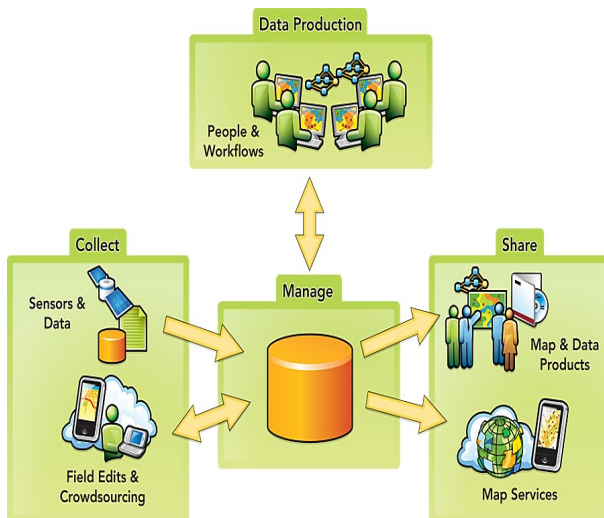 Data Production
People &
Workflows
Collect
Sensors &
Data
Field Edits &
Crowdsourcing
Manage
Share
Map & Data
Products
Map Services